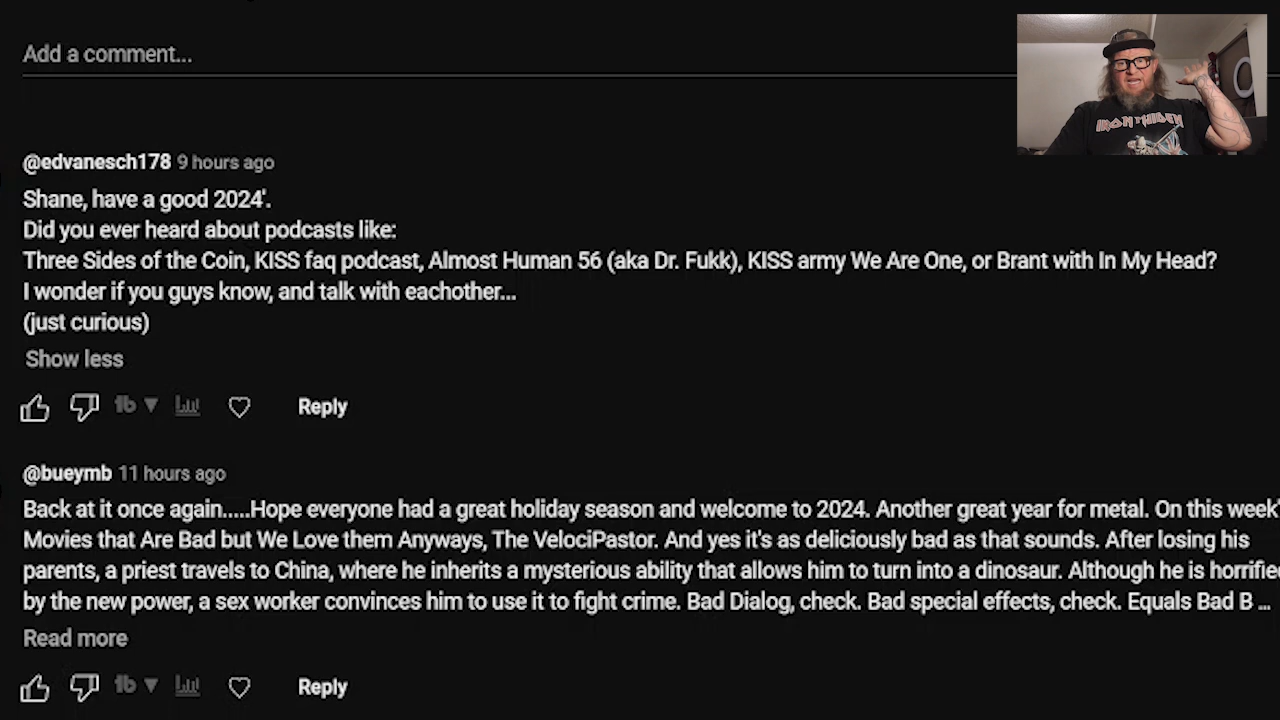 Add a comment...
IRON MAIDEN
@edvanesch178 9 hours ago
Shane, have a good 2024'.
Did you ever heard about podcasts like:
Three Sides of the Coin, KISS faq podcast, Almost Human 56 (aka Dr. Fukk), KISS army We Are One, or Brant with In My Head?
I wonder if you guys know, and talk with eachother...
(just curious)
Show less
Reply
@bueymb 11 hours ago
Back at it once again.....Hope everyone had a great holiday season and welcome to 2024. Another great year for metal. On this week'
Movies that Are Bad but We Love them Anyways, The VelociPastor. And yes it's as deliciously bad as that sounds. After losing his
parents, a priest travels to China, where he inherits a mysterious ability that allows him to turn into a dinosaur. Although he is horrified
by the new power, a sex worker convinces him to use it to fight crime. Bad Dialog, check. Bad special effects, check. Equals Bad B ...
Read more
Reply